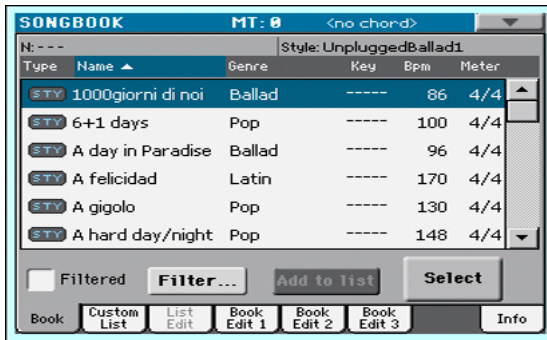 SONGBOOK MT: 0 <no chord>
N: --- Style: UnpluggedBallad1
Type Name Genre Key Bpm Meter
STY 1000giorni di noi Ballad ----- 86 4/4
STY 6+1 days Pop ----- 100 4/4
STY A day in Paradise Ballad ----- 96 4/4
STY A felicidad Latin ----- 170 4/4
STY A gigolo Pop ----- 130 4/4
STY A hard day/night Pop ----- 148 4/4
Filtered Filter... Add to list Select
Book Custom List List Edit Book Edit 1 Book Edit 2 Book Edit 3 Info